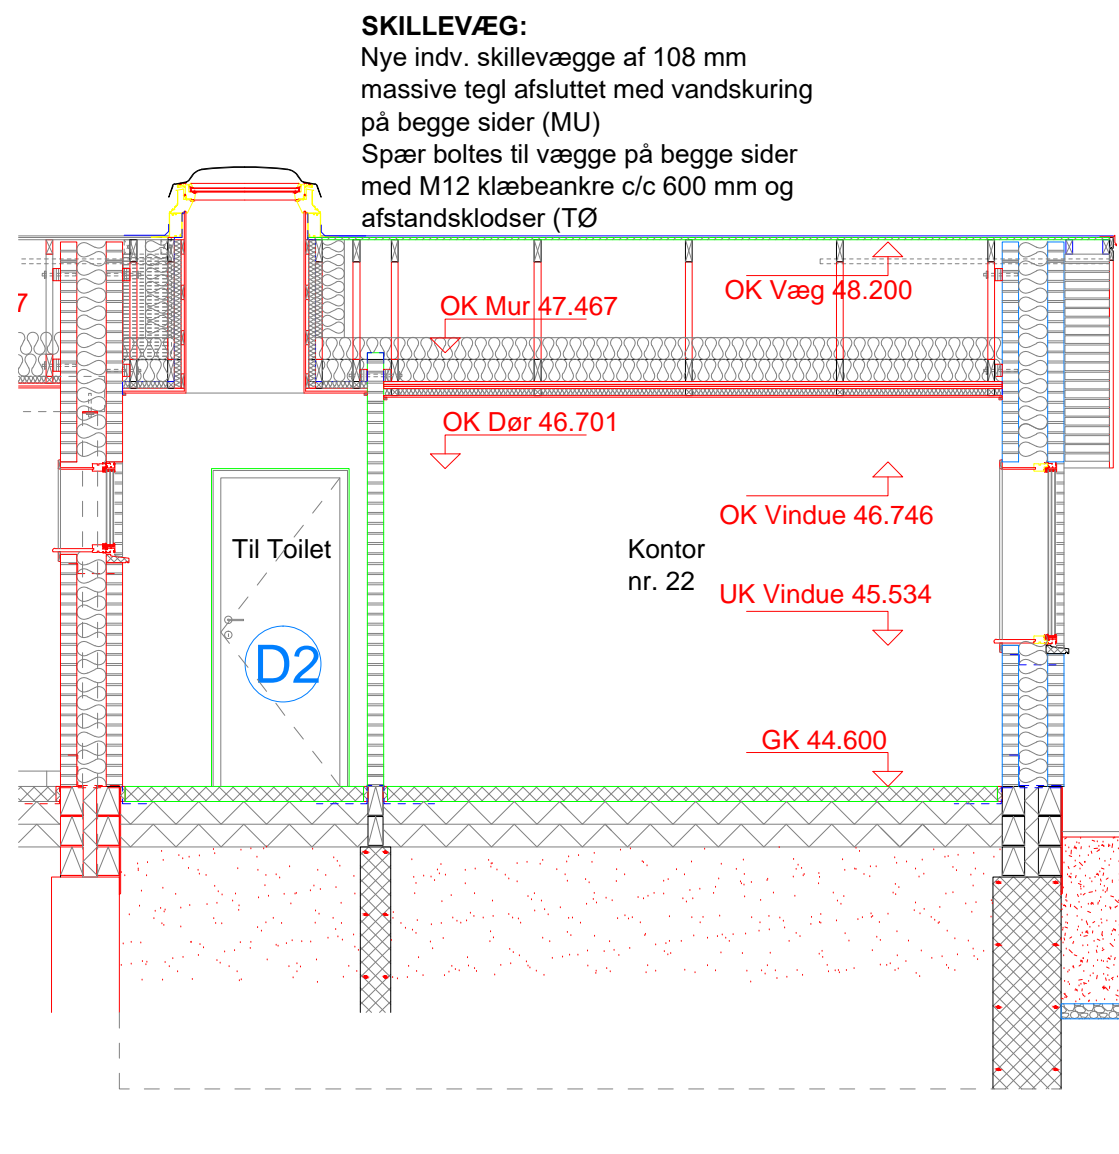 SKILLEVÆG:
Nye indv. skillevægge af 108 mm
massive tegl afsluttet med vandskuring
på begge sider (MU)
Spær boltes til vægge på begge sider
med M12 klæbeankre c/c 600 mm og
afstandsklodser (TØ
7
OK Mur 47.467
OK Væg 48.200
OK Dør 46.701
OK Vindue 46.746
Til Toilet
Kontor
nr. 22
UK Vindue 45.534
D2
GK 44.600